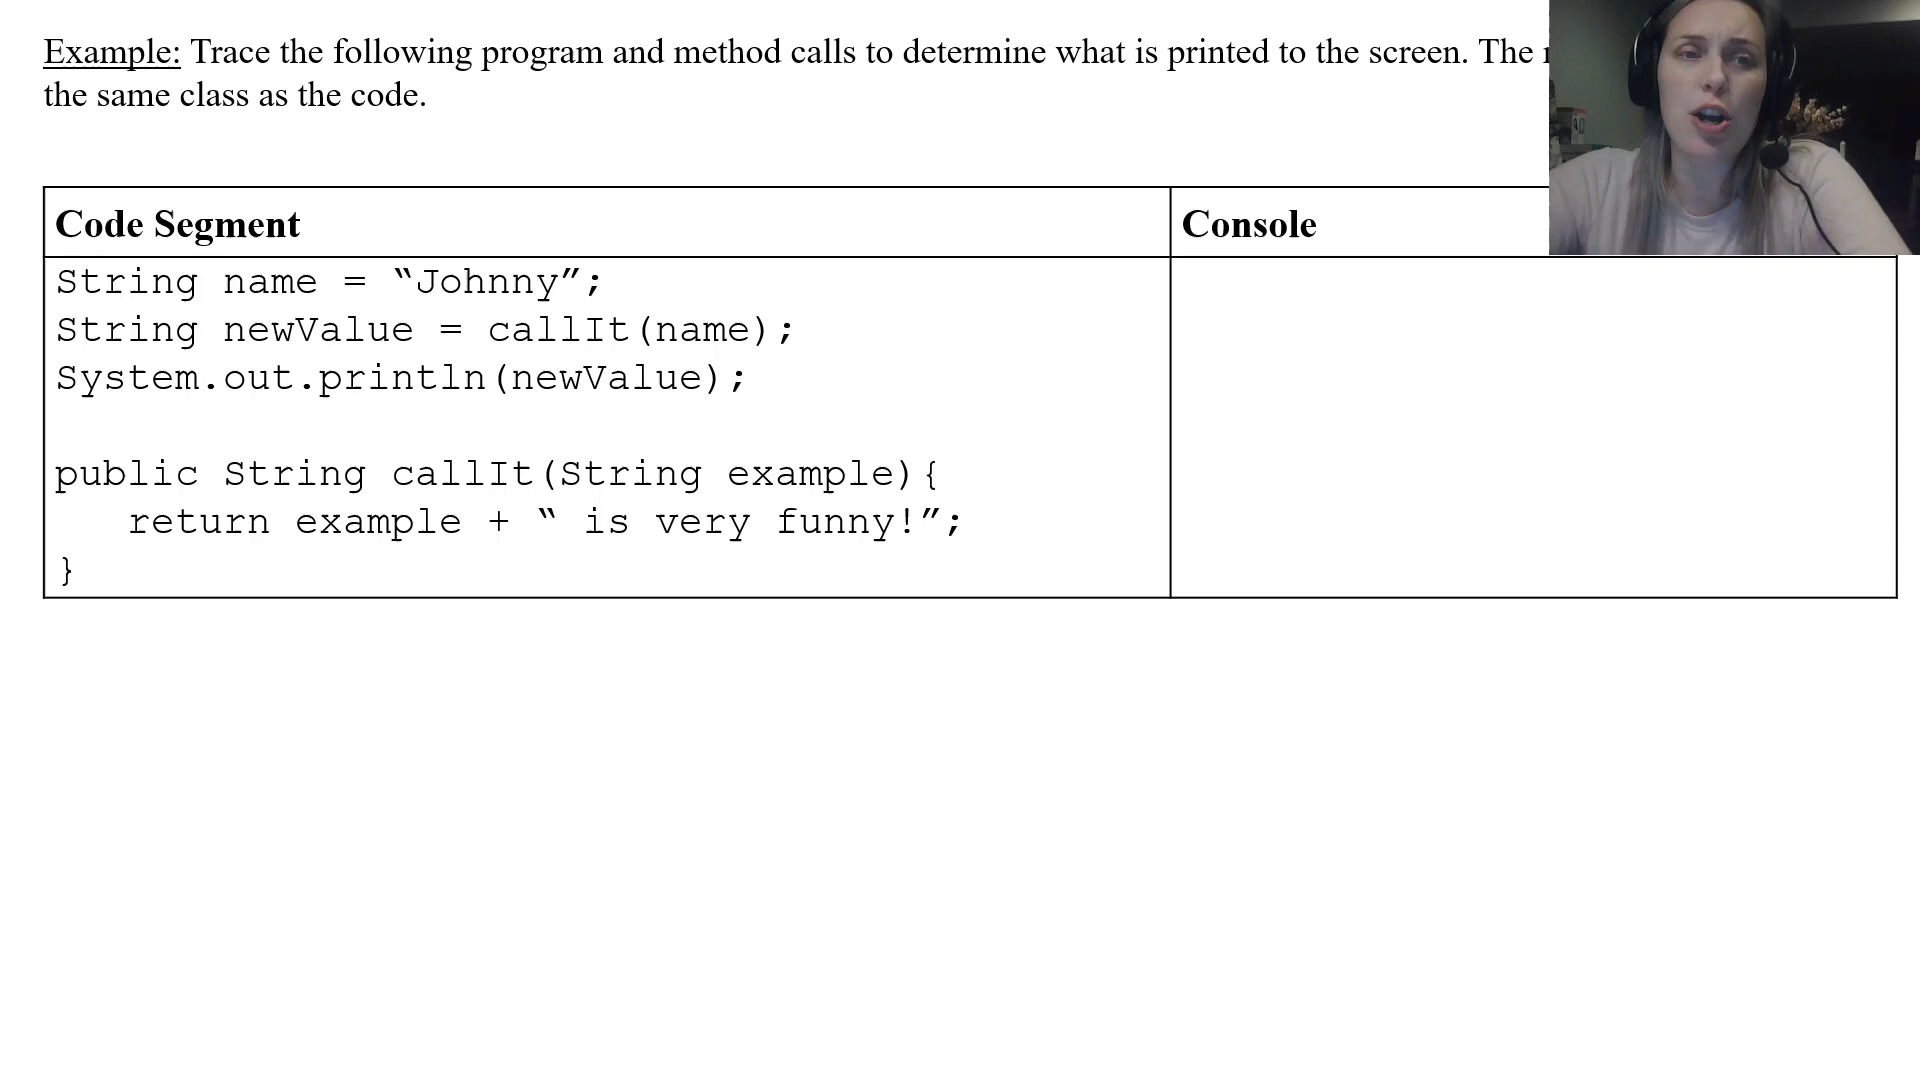 Example: Trace the following program and method calls to determine what is printed to the screen. The
the same class as the code.
Code Segment
Console
String name = “Johnny”;
String newValue = callIt(name);
System.out.println(newValue);
public String callIt(String example){
return example + “ is very funny!”;
}